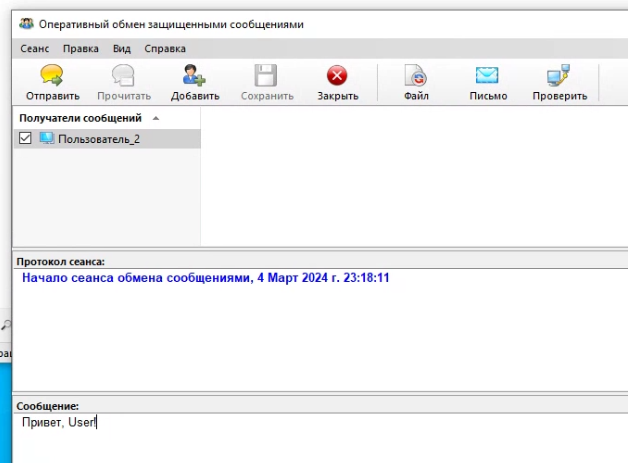 Оперативный обмен защищенными сообщениями
Сеанс Правка Вид Справка
Отправить Прочитать Добавить Сохранить Закрыть Файл Письмо Проверить
Получатели сообщений
Пользователь_2
Протокол сеанса:
Начало сеанса обмена сообщениями, 4 Март 2024 г. 23:18:11
Сообщение:
Привет, User!